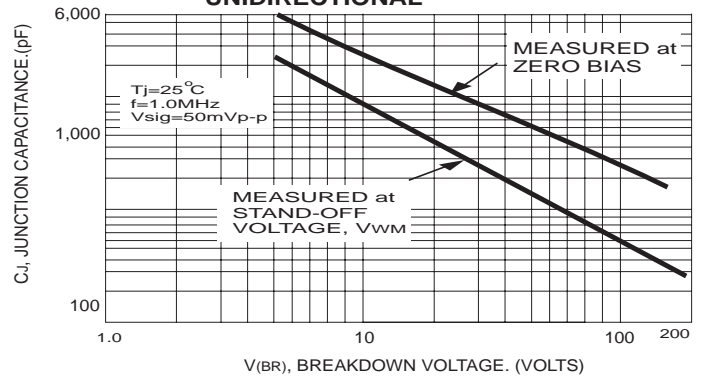 UNIDIRECTIONAL
6,000
1,000
100
CJ, JUNCTION CAPACITANCE.(pF)
Tj=25°C
f=1.0MHz
Vsig=50mVp-p
MEASURED at
ZERO BIAS
MEASURED at
STAND-OFF
VOLTAGE, VWM
1.0
10
100
200
V(BR), BREAKDOWN VOLTAGE. (VOLTS)